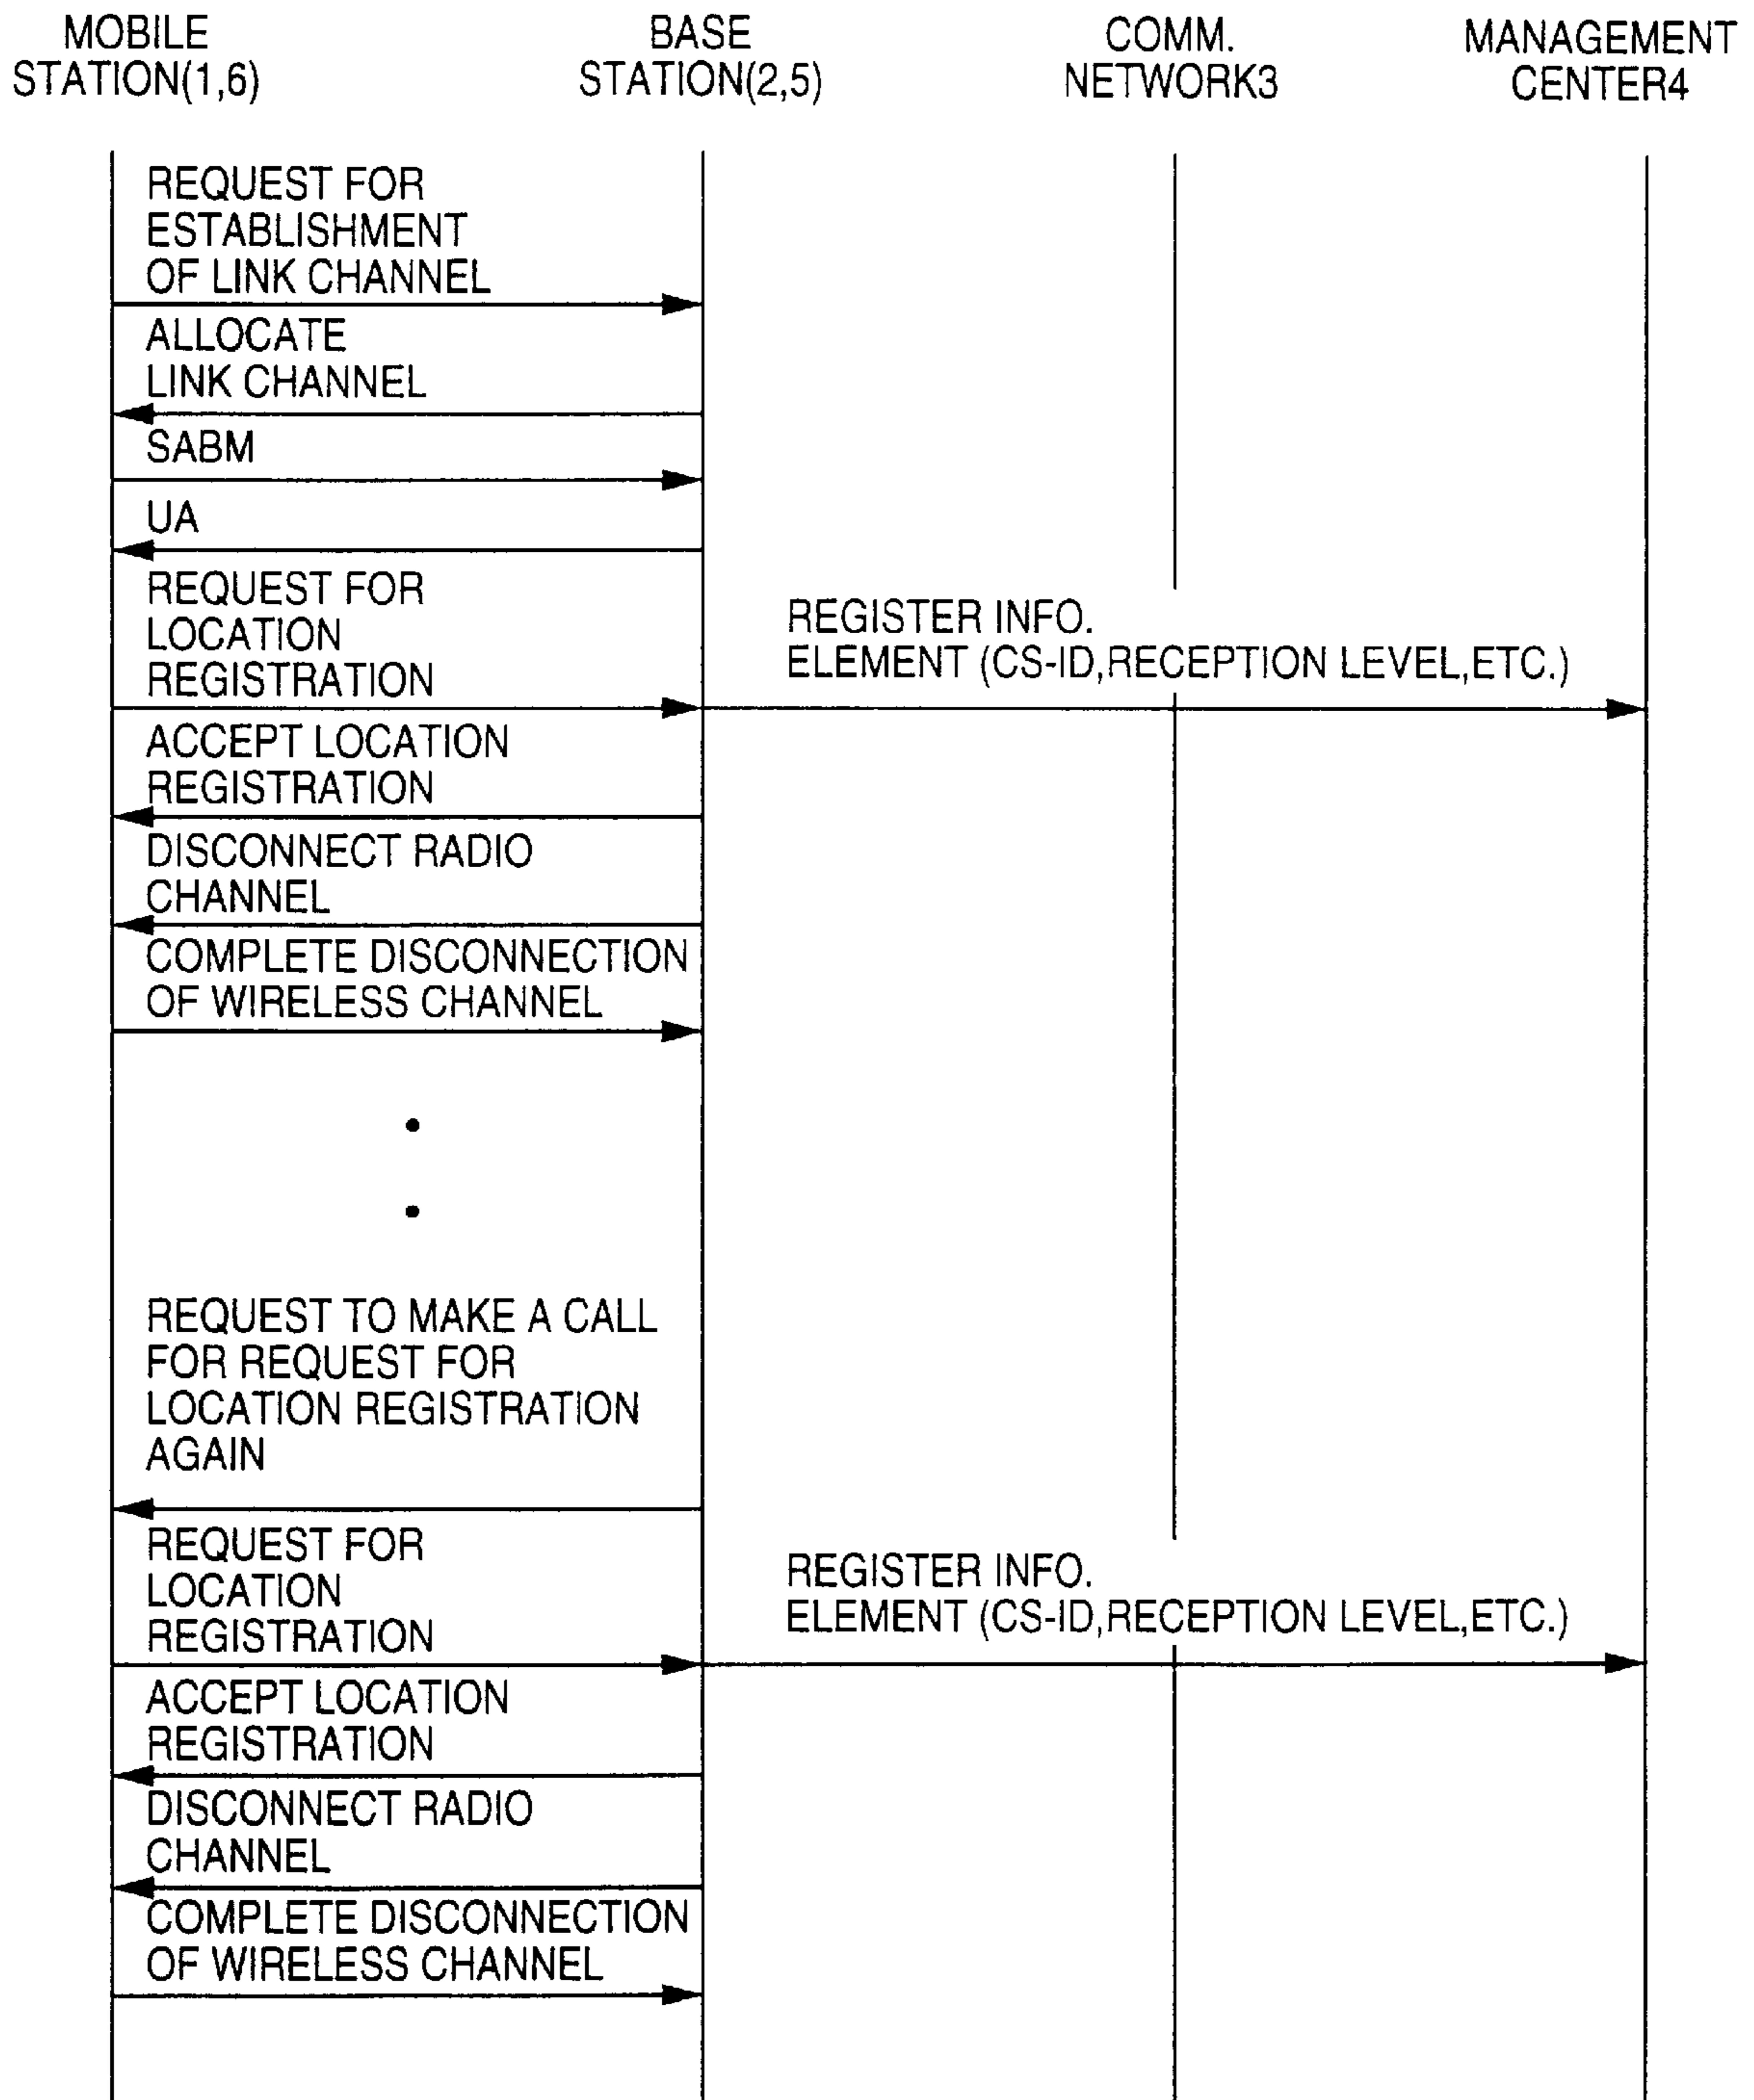 MOBILE
STATION(1,6)
BASE
STATION(2,5)
COMM.
NETWORK3
MANAGEMENT
CENTER4
REQUEST FOR
ESTABLISHMENT
OF LINK CHANNEL
ALLOCATE
LINK CHANNEL
SABM
UA
REQUEST FOR
LOCATION
REGISTRATION
REGISTER INFO.
ELEMENT (CS-ID,RECEPTION LEVEL,ETC.)
ACCEPT LOCATION
REGISTRATION
DISCONNECT RADIO
CHANNEL
COMPLETE DISCONNECTION
OF WIRELESS CHANNEL
REQUEST TO MAKE A CALL
FOR REQUEST FOR
LOCATION REGISTRATION
AGAIN
REQUEST FOR
LOCATION
REGISTRATION
REGISTER INFO.
ELEMENT (CS-ID,RECEPTION LEVEL,ETC.)
ACCEPT LOCATION
REGISTRATION
DISCONNECT RADIO
CHANNEL
COMPLETE DISCONNECTION
OF WIRELESS CHANNEL